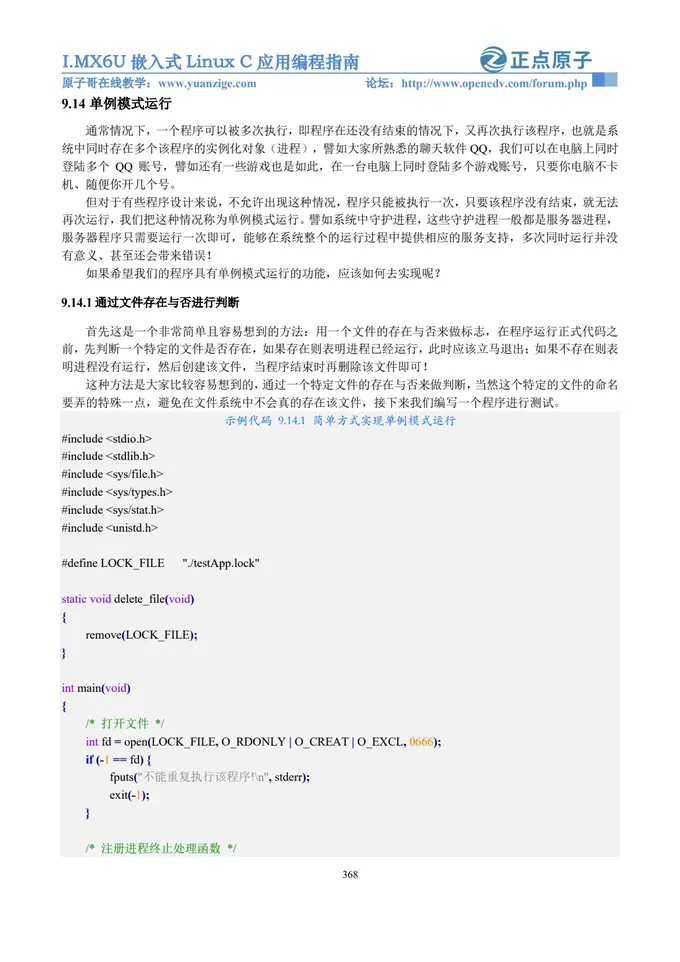 I.MX6U 嵌入式 Linux C 应用编程指南
正点原子
原子哥在线教学：www.yuanzige.com 论坛：http://www.openedv.com/forum.php
9.14 单例模式运行
通常情况下，一个程序可以被多次执行，即程序在还没有结束的情况下，又再次执行该程序，也就是系
统中同时存在多个该程序的实例化对象（进程），譬如大家所熟悉的聊天软件 QQ，我们可以在电脑上同时
登陆多个 QQ 账号，譬如还有一些游戏也是如此，在一台电脑上同时登陆多个游戏账号，只要你电脑不卡
机、随便你开几个号。
但对于有些程序设计来说，不允许出现这种情况，程序只能被执行一次，只要该程序没有结束，就无法
再次运行，我们把这种情况称为单例模式运行。譬如系统中守护进程，这些守护进程一般都是服务器进程，
服务器程序只需要运行一次即可，能够在系统整个的运行过程中提供相应的服务支持，多次同时运行并没
有意义、甚至还会带来错误！
如果希望我们的程序具有单例模式运行的功能，应该如何去实现呢？
9.14.1 通过文件存在与否进行判断
首先这是一个非常简单且容易想到的方法：用一个文件的存在与否来做标志，在程序运行正式代码之
前，先判断一个特定的文件是否存在，如果存在则表明进程已经运行，此时应该立马退出；如果不存在则表
明进程没有运行，然后创建该文件，当程序结束时再删除该文件即可！
这种方法是大家比较容易想到的，通过一个特定文件的存在与否来做判断，当然这个特定的文件的命名
要弄的特殊一点，避免在文件系统中不会真的存在该文件，接下来我们编写一个程序进行测试。
示例代码 9.14.1 简单方式实现单例模式运行
#include <stdio.h>
#include <stdlib.h>
#include <sys/file.h>
#include <sys/types.h>
#include <sys/stat.h>
#include <unistd.h>
#define LOCK_FILE "./testApp.lock"
static void delete_file(void)
{
remove(LOCK_FILE);
}
int main(void)
{
/* 打开文件 */
int fd = open(LOCK_FILE, O_RDONLY | O_CREAT | O_EXCL, 0666);
if (-1 == fd) {
fputs("不能重复执行该程序!\n", stderr);
exit(-1);
}
/* 注册进程终止处理函数 */
368